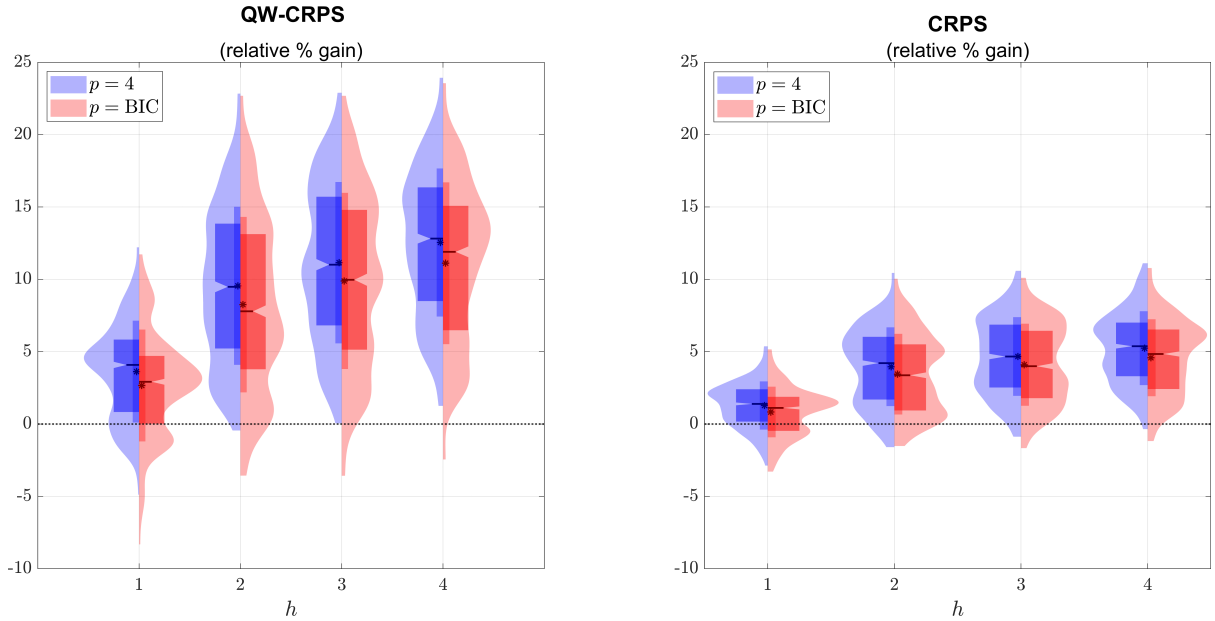 QW-CRPS
(relative % gain)
25
20
15
10
5
0
-5
-10
p = 4
p = BIC
1 2 3 4
h
CRPS
(relative % gain)
25
20
15
10
5
0
-5
-10
p = 4
p = BIC
1 2 3 4
h